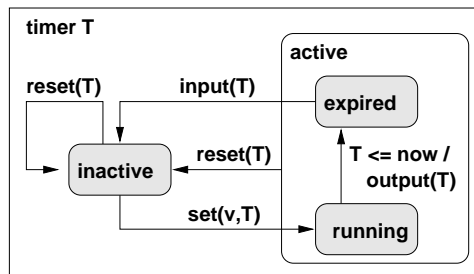 timer T
active
reset(T)
input(T)
expired
inactive
reset(T)
T <= now /
output(T)
set(v,T)
running